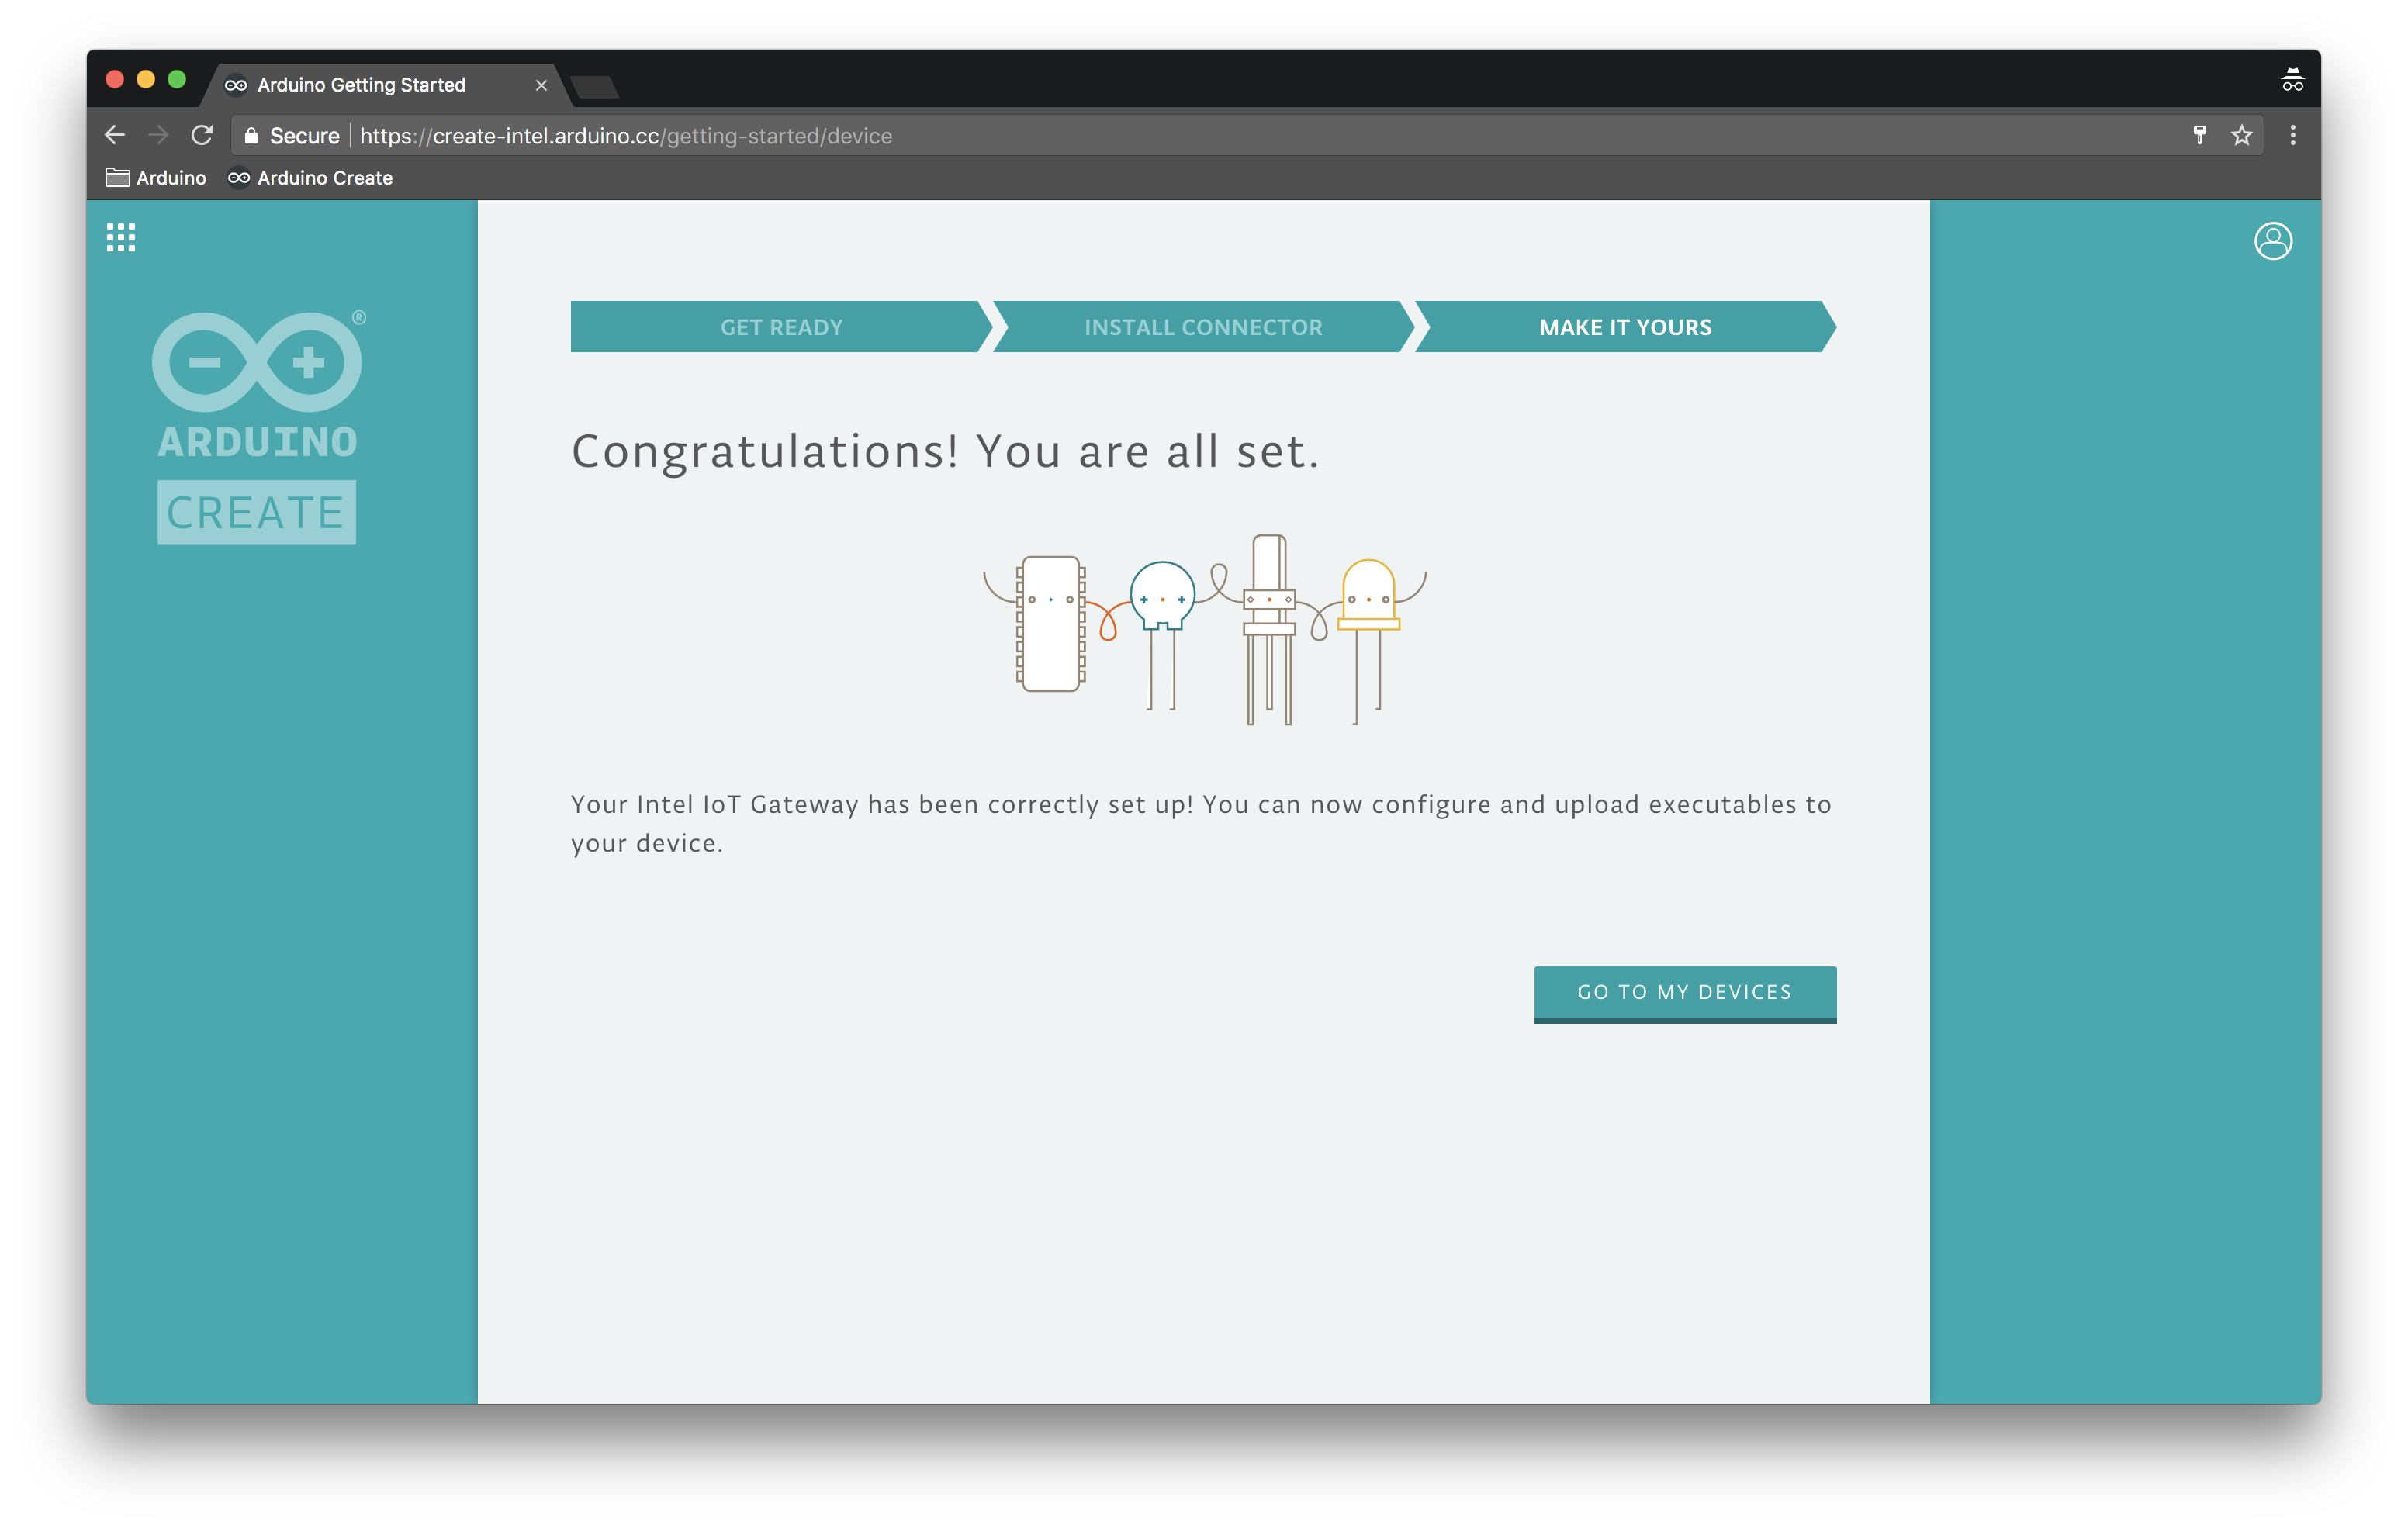 Arduino Getting Started
Secure https://create-intel.arduino.cc/getting-started/device
Arduino Arduino Create
®
ARDUINO
CREATE
GET READY
INSTALL CONNECTOR
MAKE IT YOURS
Congratulations! You are all set.
Your Intel IoT Gateway has been correctly set up! You can now configure and upload executables to
your device.
GO TO MY DEVICES